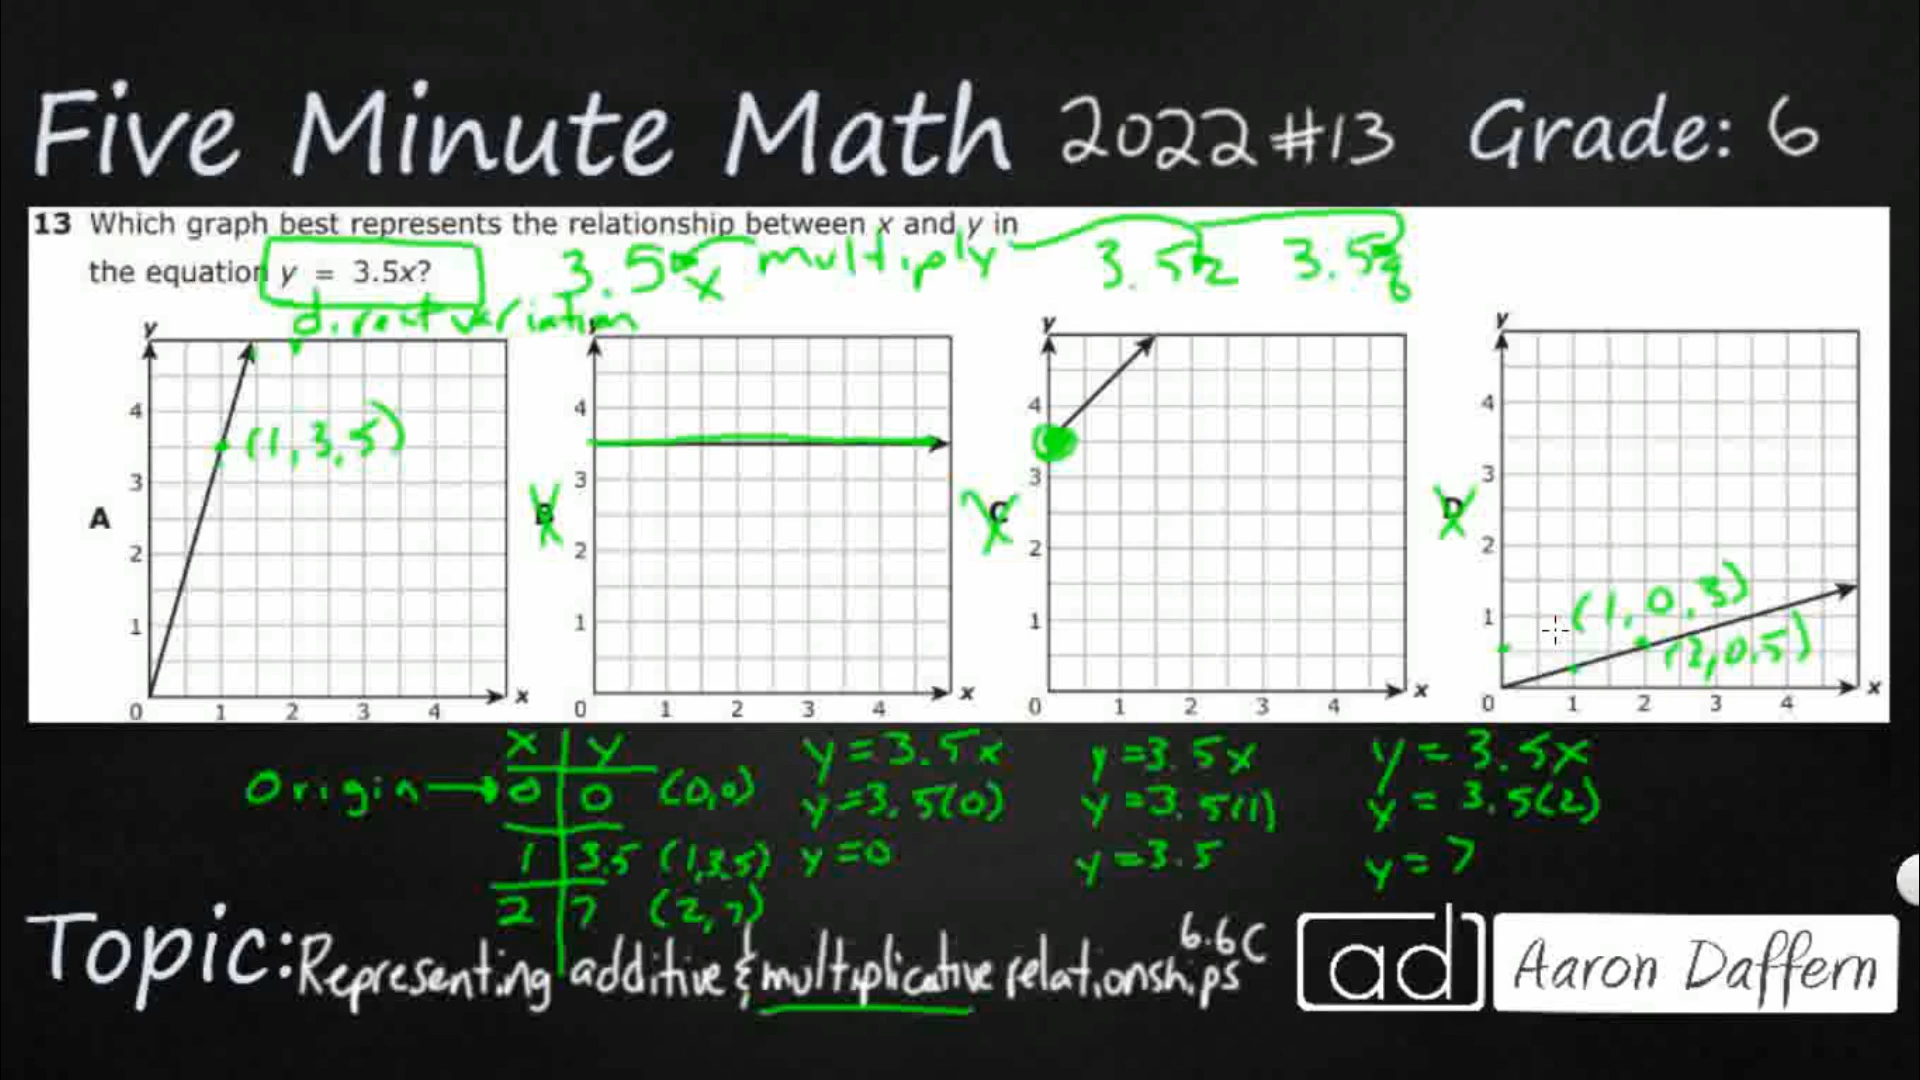 Five Minute Math 2022 #13 Grade: 6
13 Which graph best represents the relationship between x and y in
the equation y = 3.5x?
3.5 x multiply 3.5h 3.5g
direct variation
y y y y
4 4 4 4
(1,3.5)
3 3 3 3
A B C D
2 2 2 2
(1,0.3)
1 1 1 1
(2,0.5)
0 1 2 3 4 x 0 1 2 3 4 x 0 1 2 3 4 x 0 1 2 3 4 x
x y y=3.5x y=3.5x y=3.5x
Origin 0 0 (0,0) y=3.5(0) y=3.5(1) y=3.5(2)
1 3.5 (1,3.5) y=0 y=3.5 y=7
2 7 (2,7)
Topic: Representing additive & multiplicative relationships 6.6C
ad Aaron Daffern